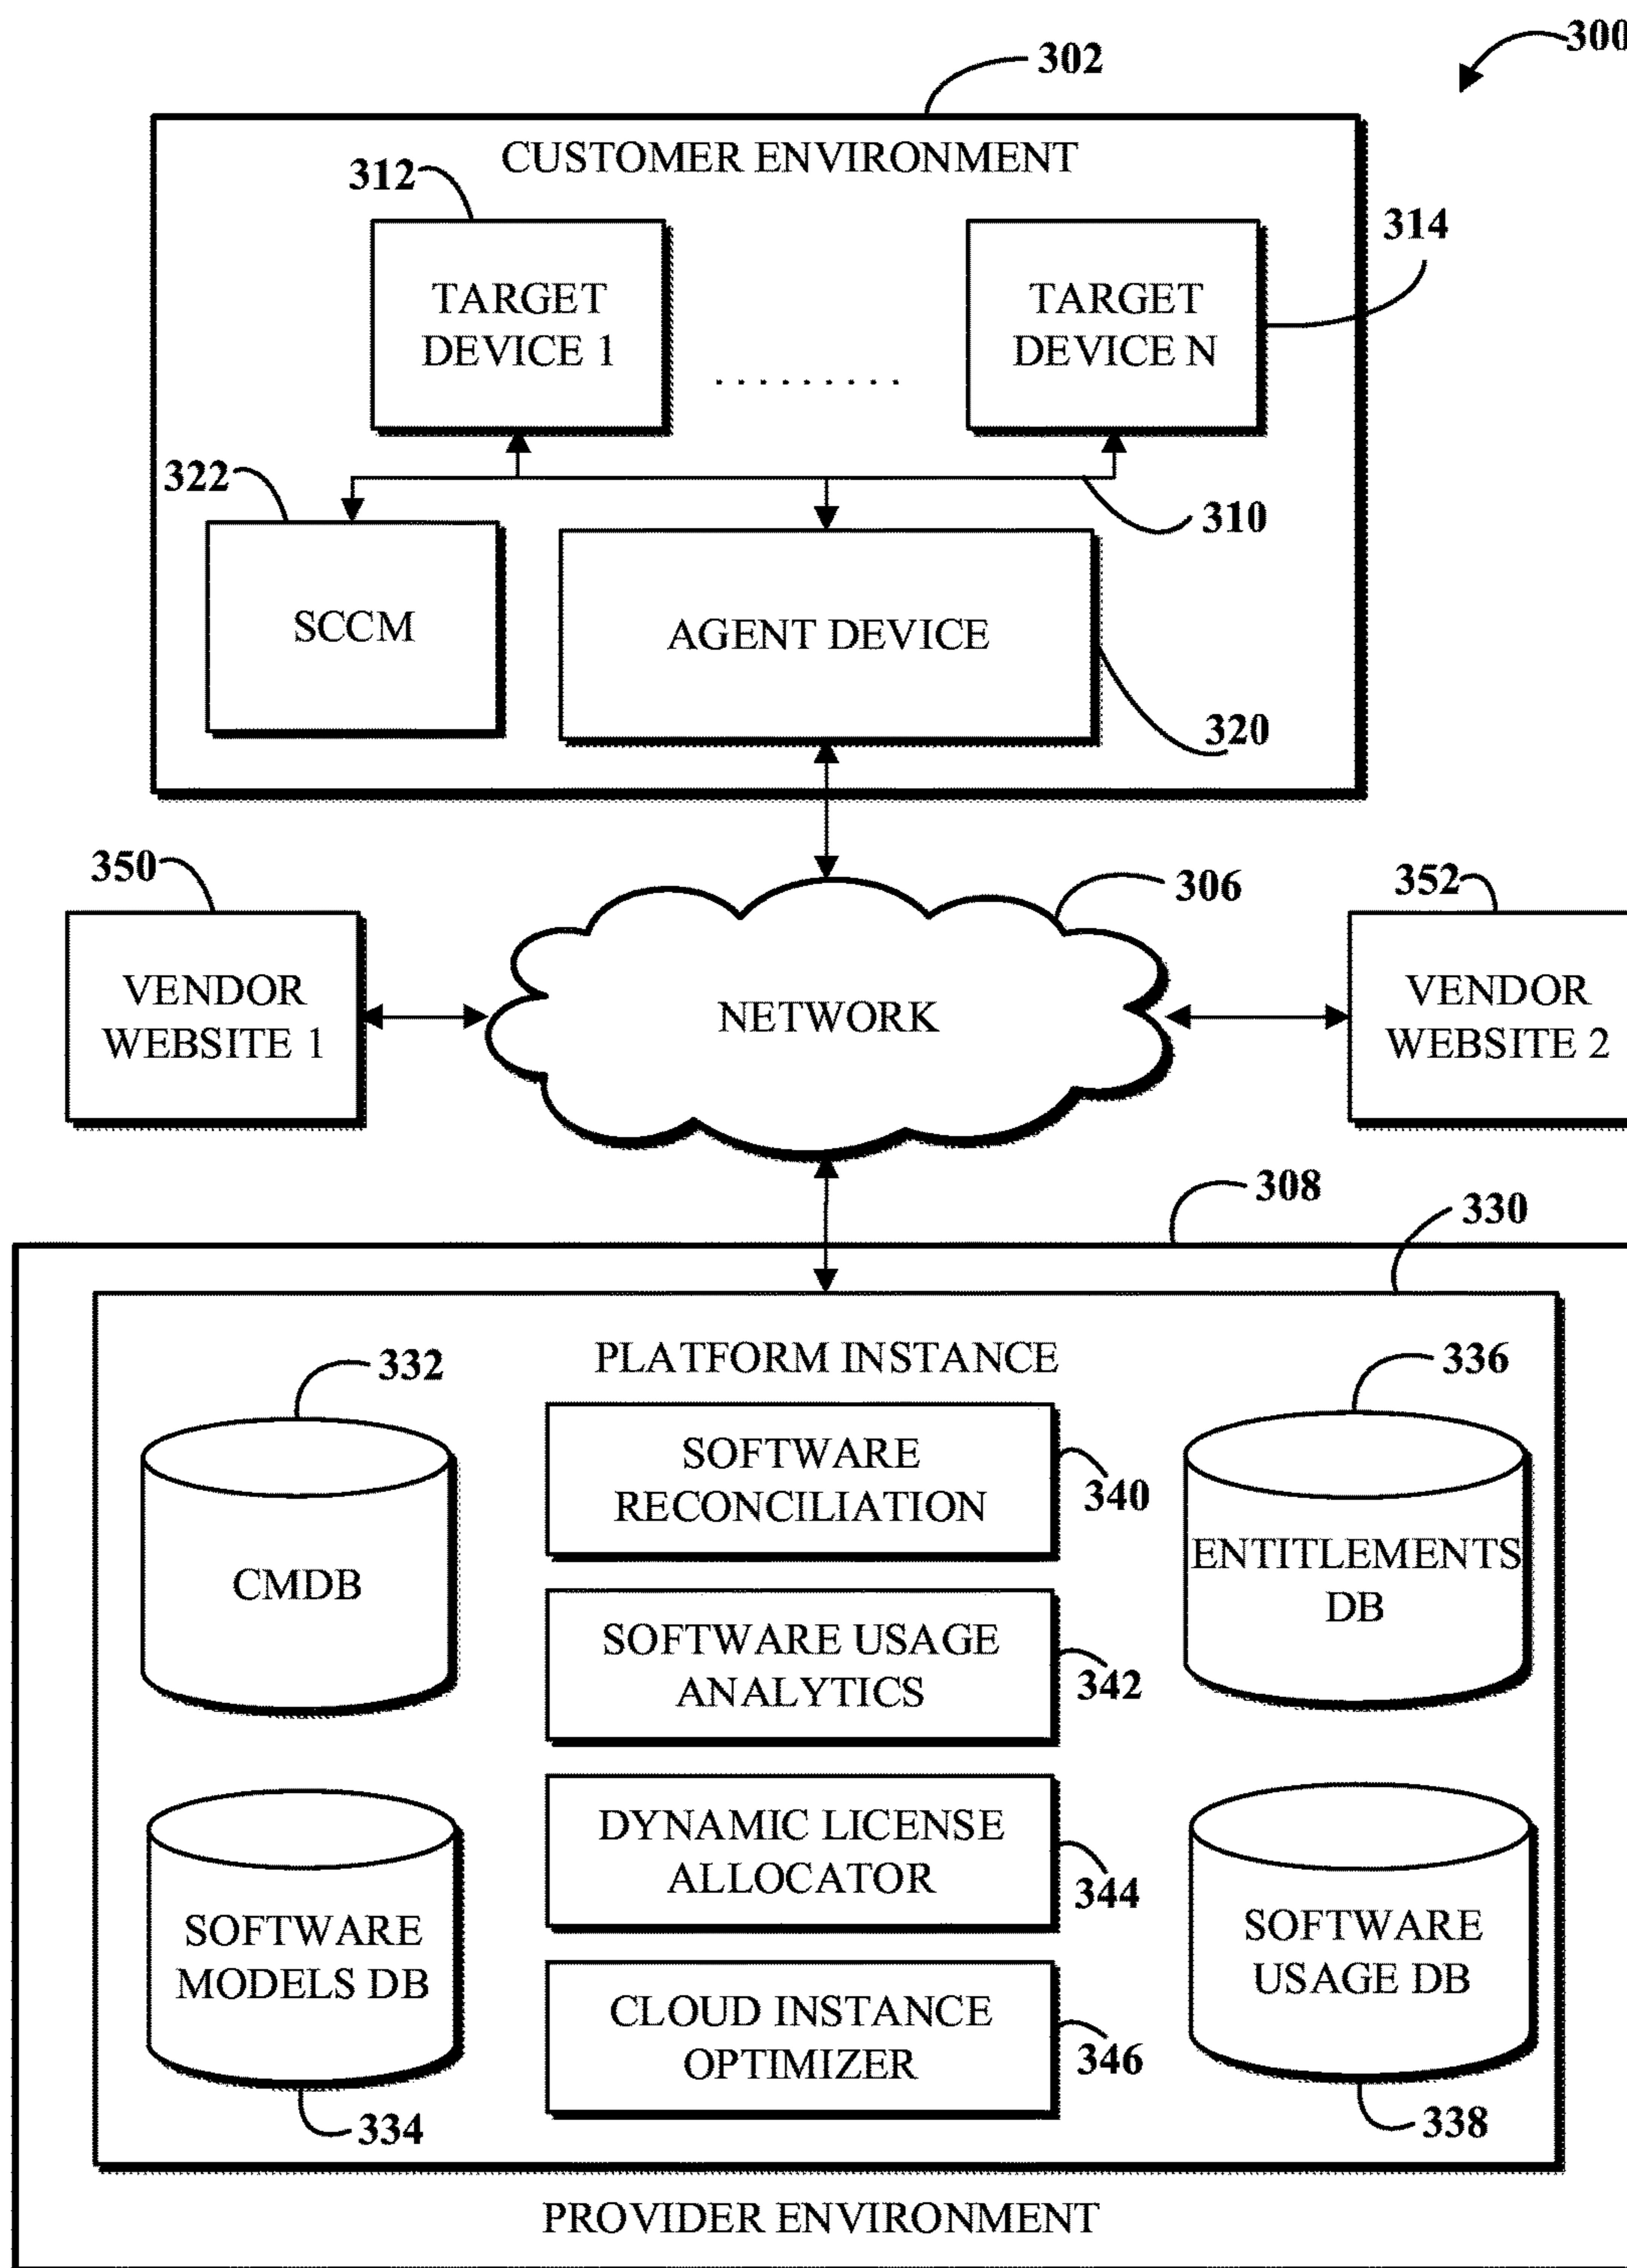 300
302
CUSTOMER ENVIRONMENT
312
314
TARGET
DEVICE 1
.........
TARGET
DEVICE N
322
310
SCCM
AGENT DEVICE
320
350
306
352
VENDOR
WEBSITE 1
NETWORK
VENDOR
WEBSITE 2
308
330
PLATFORM INSTANCE
332
336
SOFTWARE
RECONCILIATION
340
CMDB
ENTITLEMENTS
DB
SOFTWARE USAGE
ANALYTICS
342
DYNAMIC LICENSE
ALLOCATOR
344
SOFTWARE
MODELS DB
SOFTWARE
USAGE DB
CLOUD INSTANCE
OPTIMIZER
346
334
338
PROVIDER ENVIRONMENT